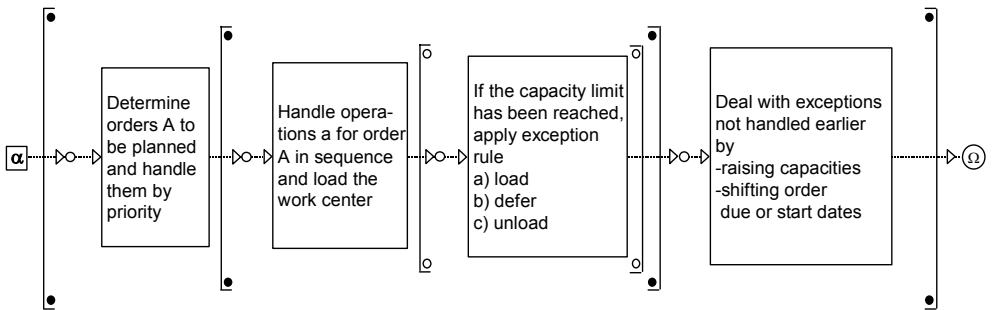 α
Determine
orders A to
be planned
and handle
them by
priority
Handle opera-
tions a for order
A in sequence
and load the
work center
If the capacity limit
has been reached,
apply exception
rule
a) load
b) defer
c) unload
Deal with exceptions
not handled earlier
by
-raising capacities
-shifting order
due or start dates
Ω